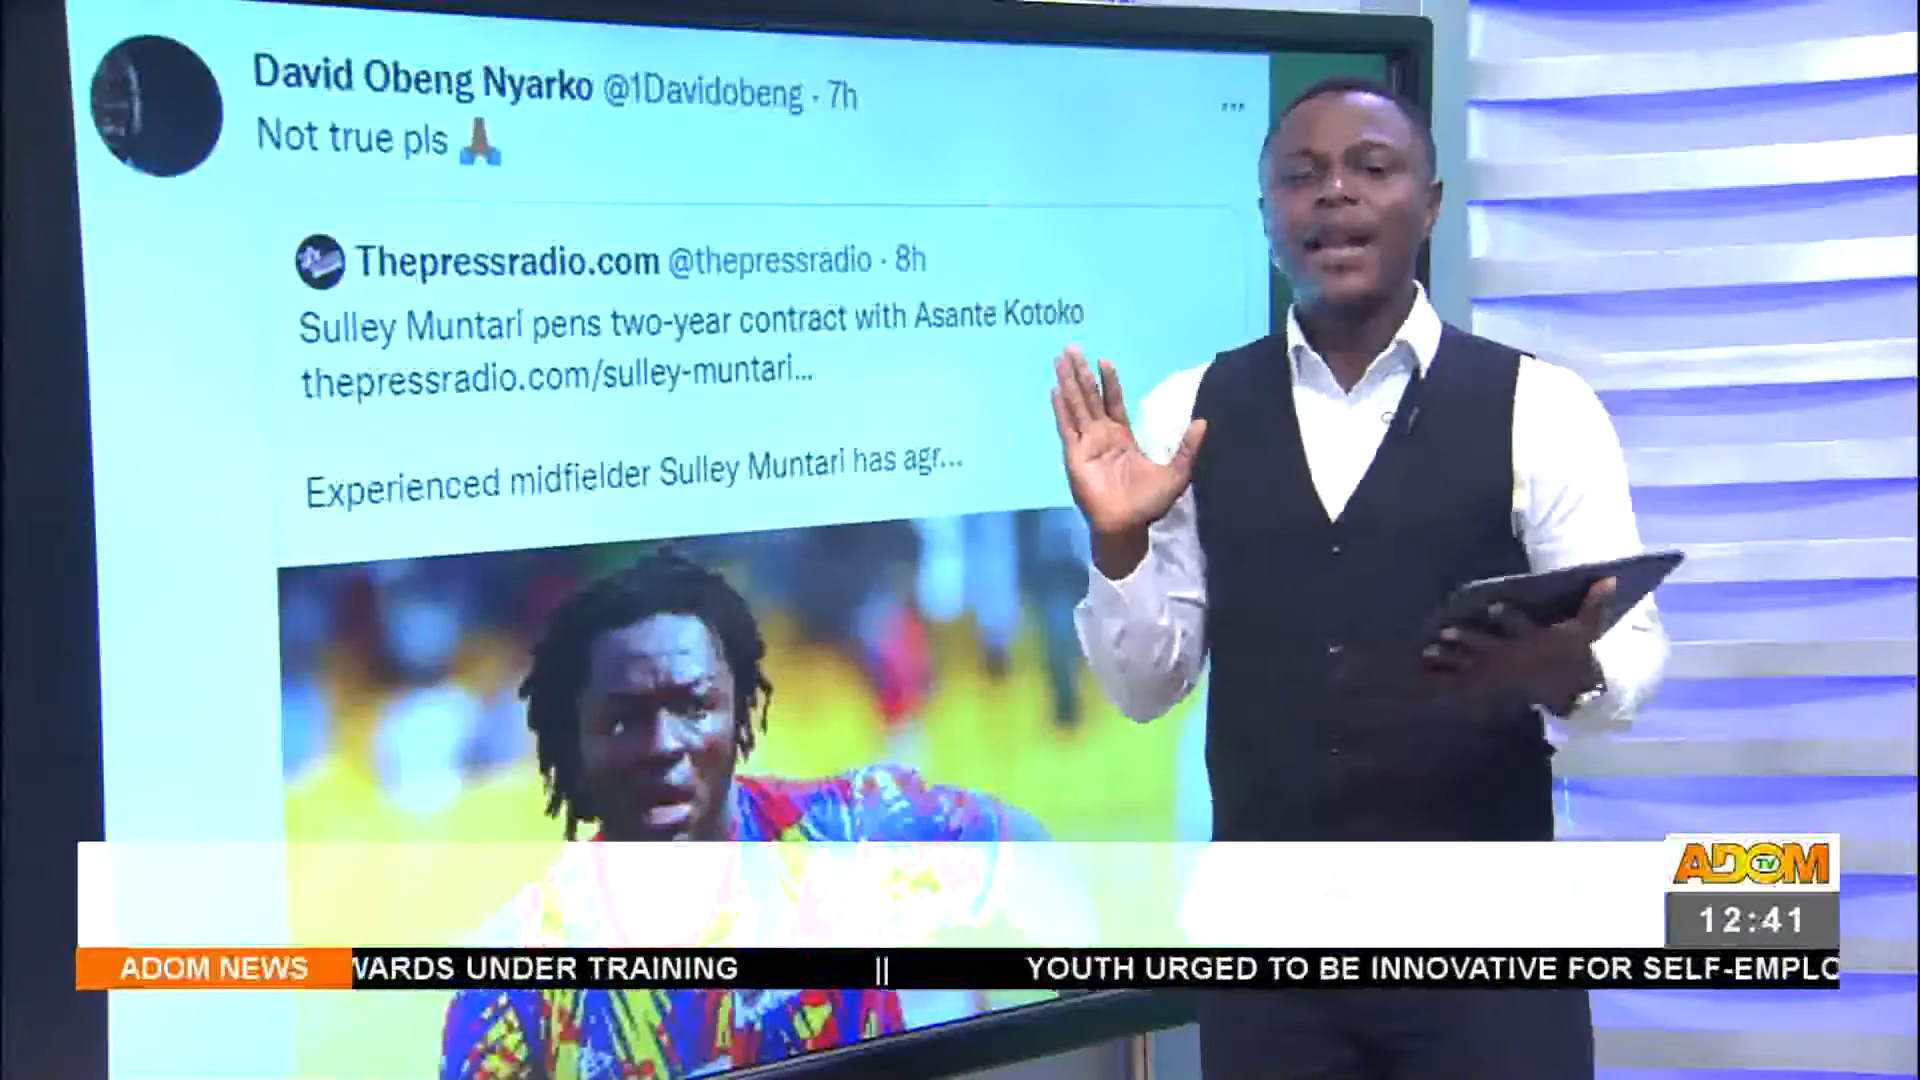 David Obeng Nyarko @1Davidobeng · 7h
Not true pls 🙏🏾
Thepressradio.com @thepressradio · 8h
Sulley Muntari pens two-year contract with Asante Kotoko
thepressradio.com/sulley-muntari...
Experienced midfielder Sulley Muntari has agr...
ADOM TV
12:41
ADOM NEWS
WARDS UNDER TRAINING || YOUTH URGED TO BE INNOVATIVE FOR SELF-EMPLO